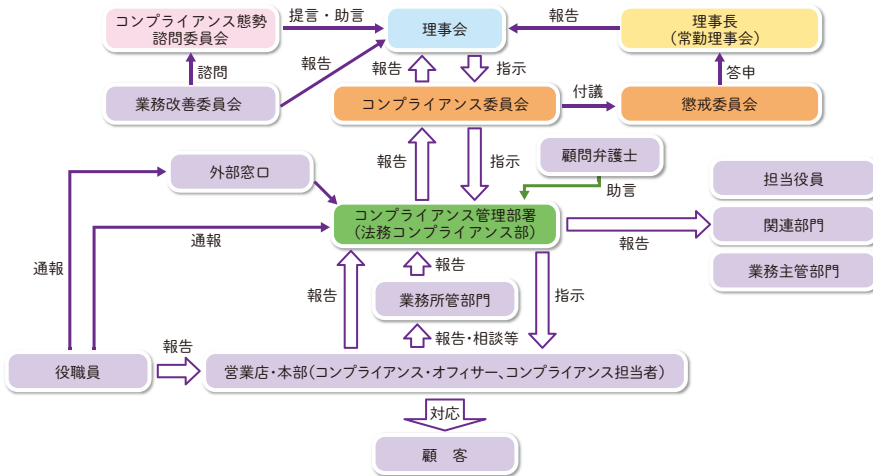 コンプライアンス態勢
諮問委員会
提言・助言
理事会
報告
理事長
(常勤理事会)
諮問
報告
報告
指示
答申
業務改善委員会
コンプライアンス委員会
付議
懲戒委員会
報告
指示
顧問弁護士
外部窓口
助言
担当役員
コンプライアンス管理部署
(法務コンプライアンス部)
関連部門
通報
報告
通報
報告
業務主管部門
報告
業務所管部門
指示
報告・相談等
報告
役職員
営業店・本部(コンプライアンス・オフィサー、コンプライアンス担当者)
対応
顧 客